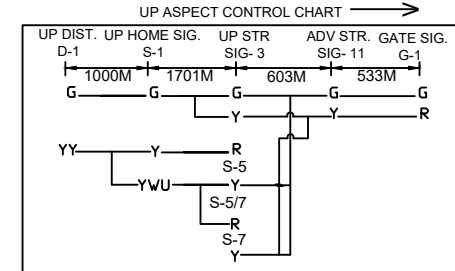 UP ASPECT CONTROL CHART
UP DIST. UP HOME SIG. UP STR ADV STR. GATE SIG.
D-1 S-1 SIG- 3 SIG- 11 G-1
1000M 1701M 603M 533M
G G G G G
Y Y R
YY Y R
S-5
YWU Y
S-5/7
R
S-7
Y